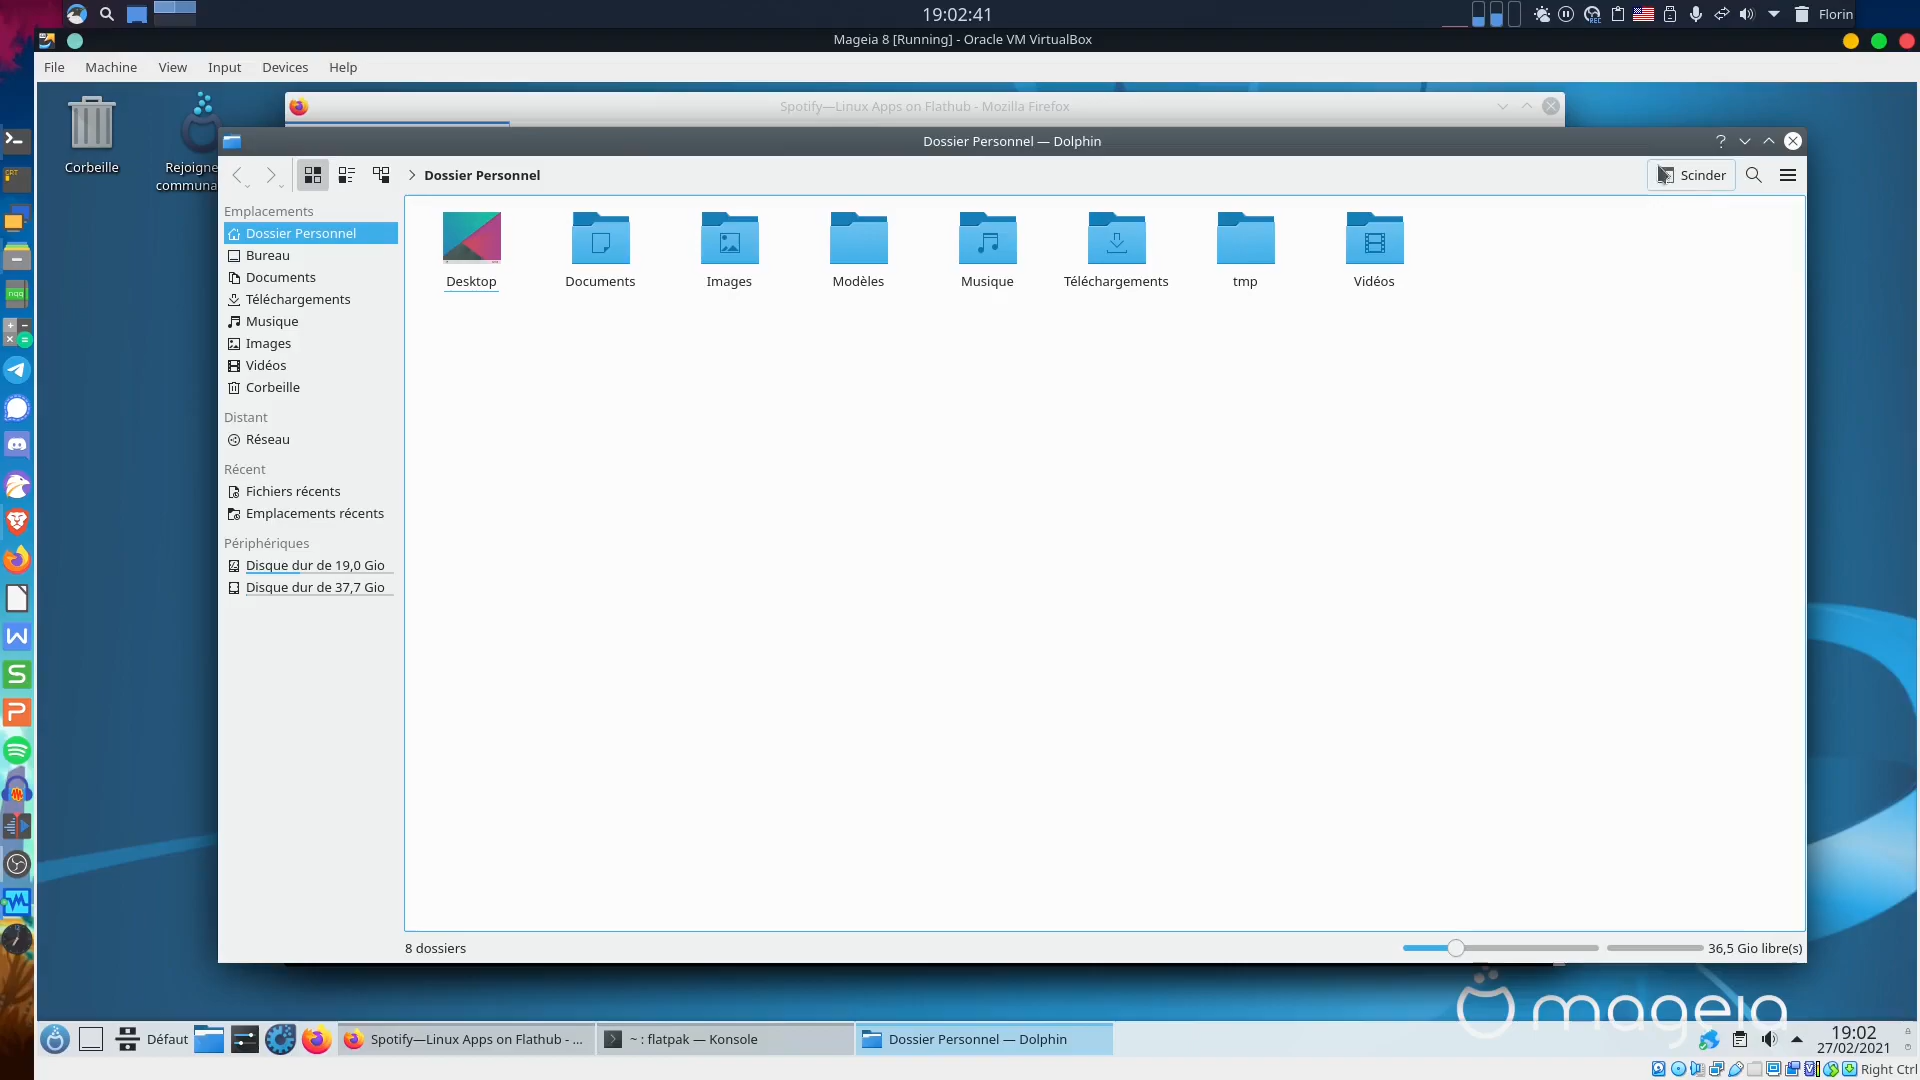 19:02:41
Florin
Mageia 8 [Running] - Oracle VM VirtualBox
File Machine View Input Devices Help
Spotify—Linux Apps on Flathub - Mozilla Firefox
Corbeille
Rejoigne
communa
Dossier Personnel — Dolphin
Dossier Personnel
Scinder
Emplacements
Dossier Personnel
Bureau
Documents
Téléchargements
Musique
Images
Vidéos
Corbeille
Distant
Réseau
Récent
Fichiers récents
Emplacements récents
Périphériques
Disque dur de 19,0 Gio
Disque dur de 37,7 Gio
Desktop
Documents
Images
Modèles
Musique
Téléchargements
tmp
Vidéos
8 dossiers
36,5 Gio libre(s)
mageia
Défaut
Spotify—Linux Apps on Flathub - ...
~ : flatpak — Konsole
Dossier Personnel — Dolphin
19:02
27/02/2021
Right Ctrl